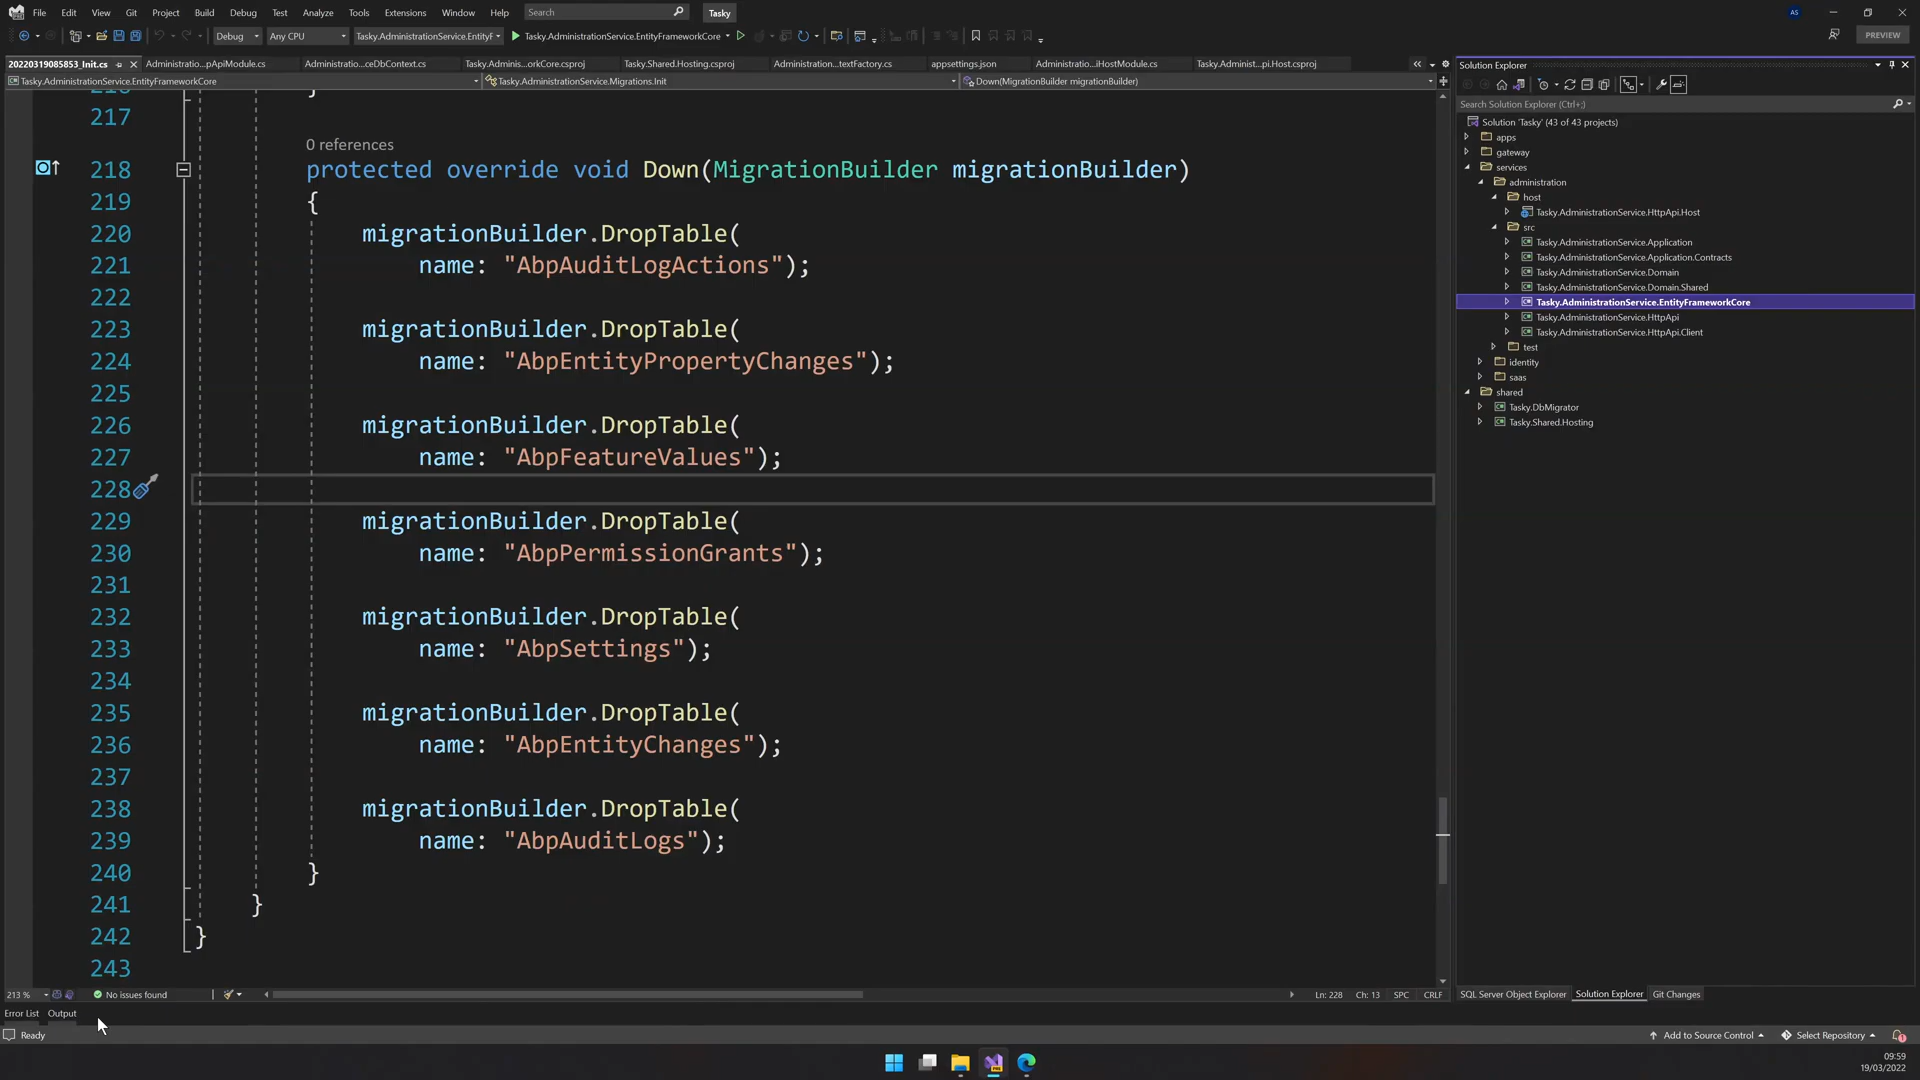 File Edit View Git Project Build Debug Test Analyze Tools Extensions Window Help Search Tasky AS
Debug Any CPU Tasky.AdministrationService.EntityF Tasky.AdministrationService.EntityFrameworkCore PREVIEW
20220319085853_Init.cs Administratio...pApiModule.cs Administratio...ceDbContext.cs Tasky.Adminis...orkCore.csproj Tasky.Shared.Hosting.csproj Administration...textFactory.cs appsettings.json Administratio...iHostModule.cs Tasky.Administ...pi.Host.csproj
Tasky.AdministrationService.EntityFrameworkCore Tasky.AdministrationService.Migrations.Init Down(MigrationBuilder migrationBuilder)
217
0 references
218 protected override void Down(MigrationBuilder migrationBuilder)
219 {
220 migrationBuilder.DropTable(
221 name: "AbpAuditLogActions");
222
223 migrationBuilder.DropTable(
224 name: "AbpEntityPropertyChanges");
225
226 migrationBuilder.DropTable(
227 name: "AbpFeatureValues");
228
229 migrationBuilder.DropTable(
230 name: "AbpPermissionGrants");
231
232 migrationBuilder.DropTable(
233 name: "AbpSettings");
234
235 migrationBuilder.DropTable(
236 name: "AbpEntityChanges");
237
238 migrationBuilder.DropTable(
239 name: "AbpAuditLogs");
240 }
241 }
242 }
243
213 % No issues found Ln: 228 Ch: 13 SPC CRLF
Error List Output
Ready
Solution Explorer
Search Solution Explorer (Ctrl+;)
Solution 'Tasky' (43 of 43 projects)
apps
gateway
services
administration
host
Tasky.AdministrationService.HttpApi.Host
src
Tasky.AdministrationService.Application
Tasky.AdministrationService.Application.Contracts
Tasky.AdministrationService.Domain
Tasky.AdministrationService.Domain.Shared
Tasky.AdministrationService.EntityFrameworkCore
Tasky.AdministrationService.HttpApi
Tasky.AdministrationService.HttpApi.Client
test
identity
saas
shared
Tasky.DbMigrator
Tasky.Shared.Hosting
SQL Server Object Explorer Solution Explorer Git Changes
Add to Source Control Select Repository
09:59
19/03/2022